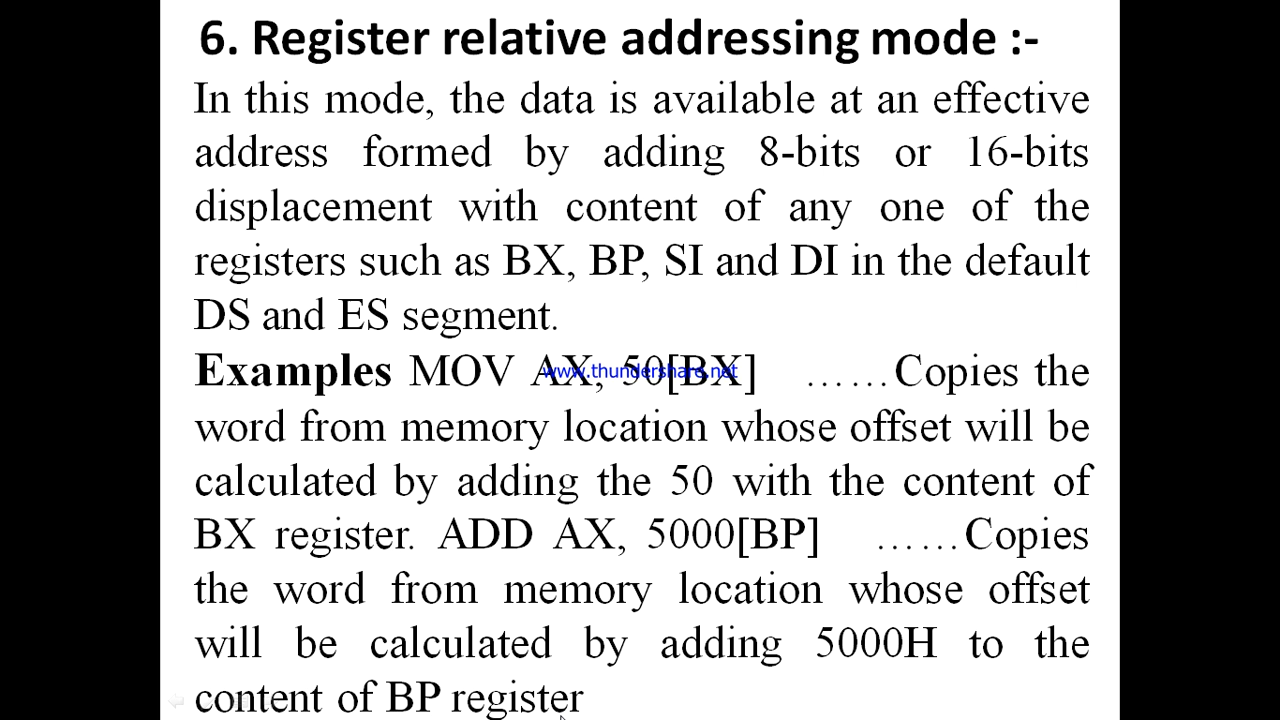 6. Register relative addressing mode :-
In this mode, the data is available at an effective
address formed by adding 8-bits or 16-bits
displacement with content of any one of the
registers such as BX, BP, SI and DI in the default
DS and ES segment.
Examples MOV AX, 50[BX] ......Copies the
www.thundershare.net
word from memory location whose offset will be
calculated by adding the 50 with the content of
BX register. ADD AX, 5000[BP] ......Copies
the word from memory location whose offset
will be calculated by adding 5000H to the
content of BP register